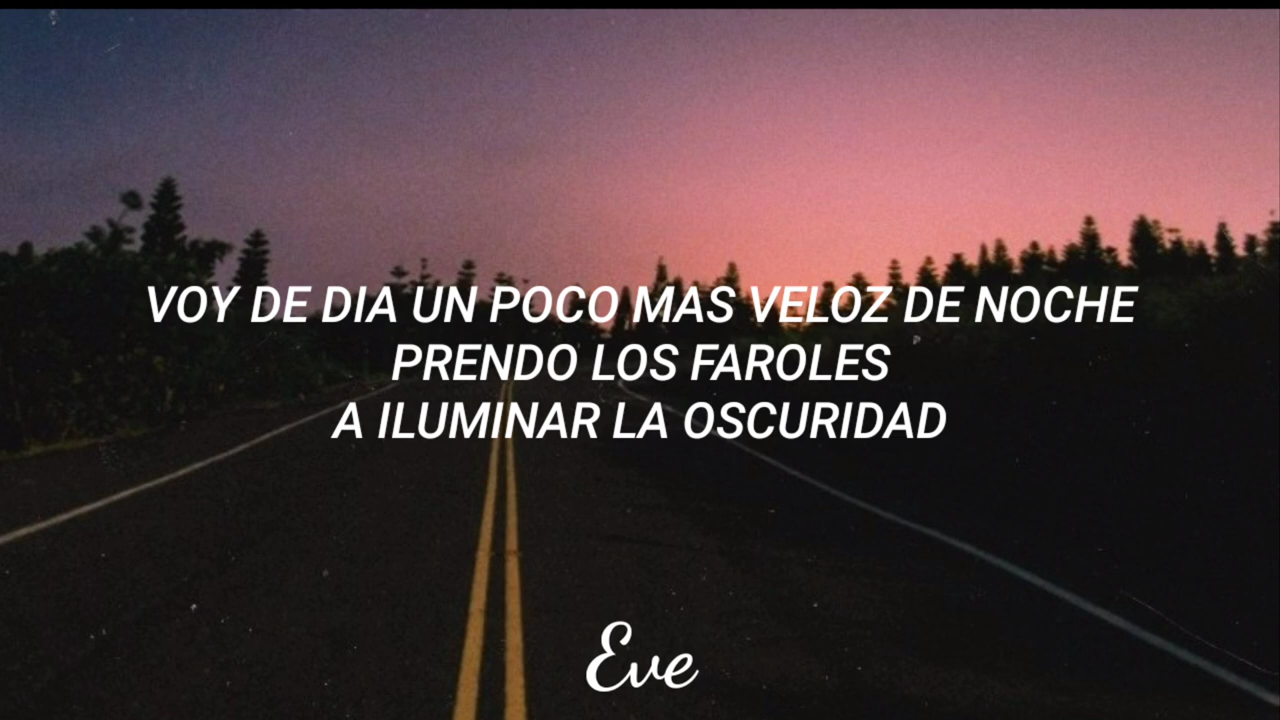 VOY DE DIA UN POCO MAS VELOZ DE NOCHE
PRENDO LOS FAROLES
A ILUMINAR LA OSCURIDAD
Eve